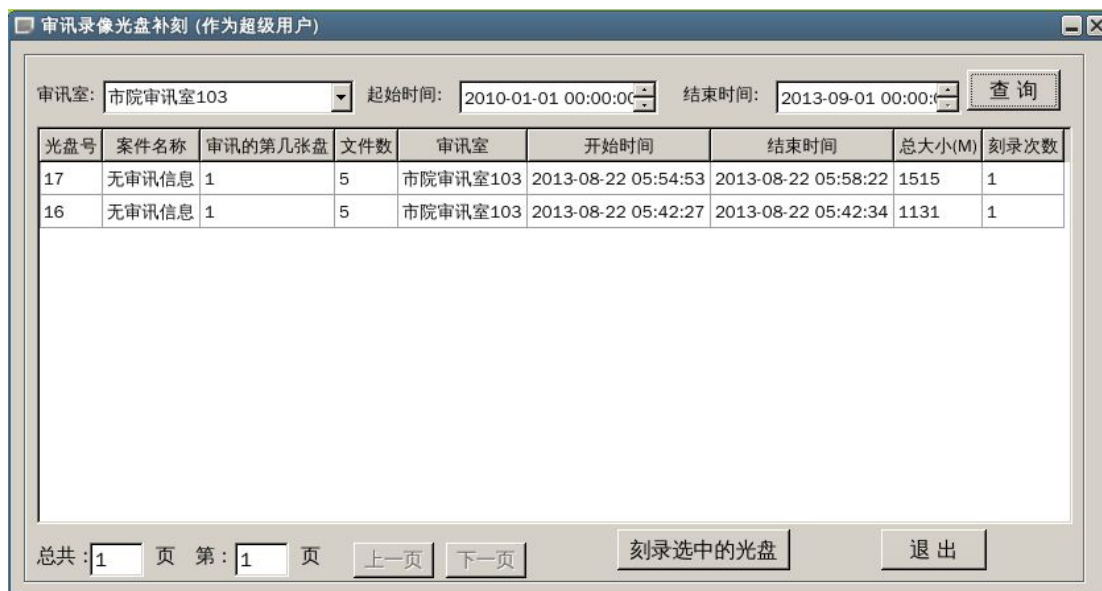 审讯录像光盘补刻 (作为超级用户)
审讯室: 市院审讯室103 起始时间: 2010-01-01 00:00:00 结束时间: 2013-09-01 00:00: 查 询
光盘号 案件名称 审讯的第几张盘 文件数 审讯室 开始时间 结束时间 总大小(M) 刻录次数
17 无审讯信息 1 5 市院审讯室103 2013-08-22 05:54:53 2013-08-22 05:58:22 1515 1
16 无审讯信息 1 5 市院审讯室103 2013-08-22 05:42:27 2013-08-22 05:42:34 1131 1
总共：1 页 第：1 页 上一页 下一页 刻录选中的光盘 退 出